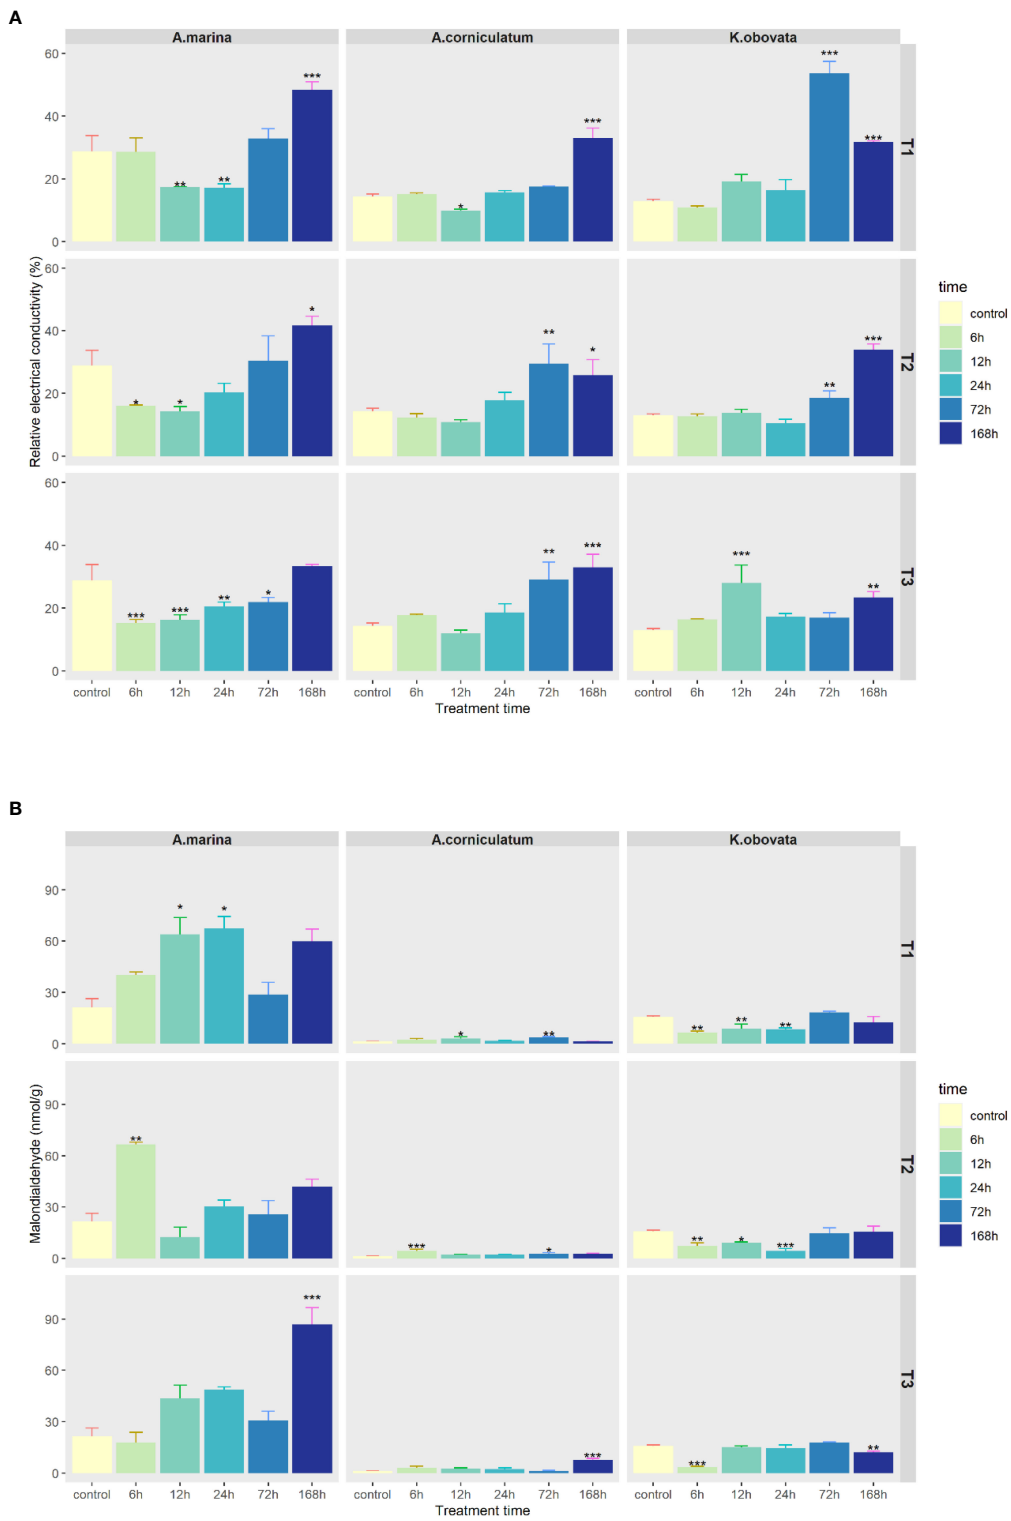 A
A.marina A.corniculatum K.obovata
60
40
20
0
*** ** ** *** * *** ***
T1
Relative electrical conductivity (%)
60
40
20
0
* * * ** * ** ***
T2
60
40
20
0
*** *** ** * ** *** *** **
T3
control 6h 12h 24h 72h 168h control 6h 12h 24h 72h 168h control 6h 12h 24h 72h 168h
Treatment time
time
control
6h
12h
24h
72h
168h
B
A.marina A.corniculatum K.obovata
90
60
30
0
* * * ** ** ** **
T1
Malondialdehyde (nmol/g)
90
60
30
0
** *** * ** * ***
T2
90
60
30
0
*** *** *** **
T3
control 6h 12h 24h 72h 168h control 6h 12h 24h 72h 168h control 6h 12h 24h 72h 168h
Treatment time
time
control
6h
12h
24h
72h
168h